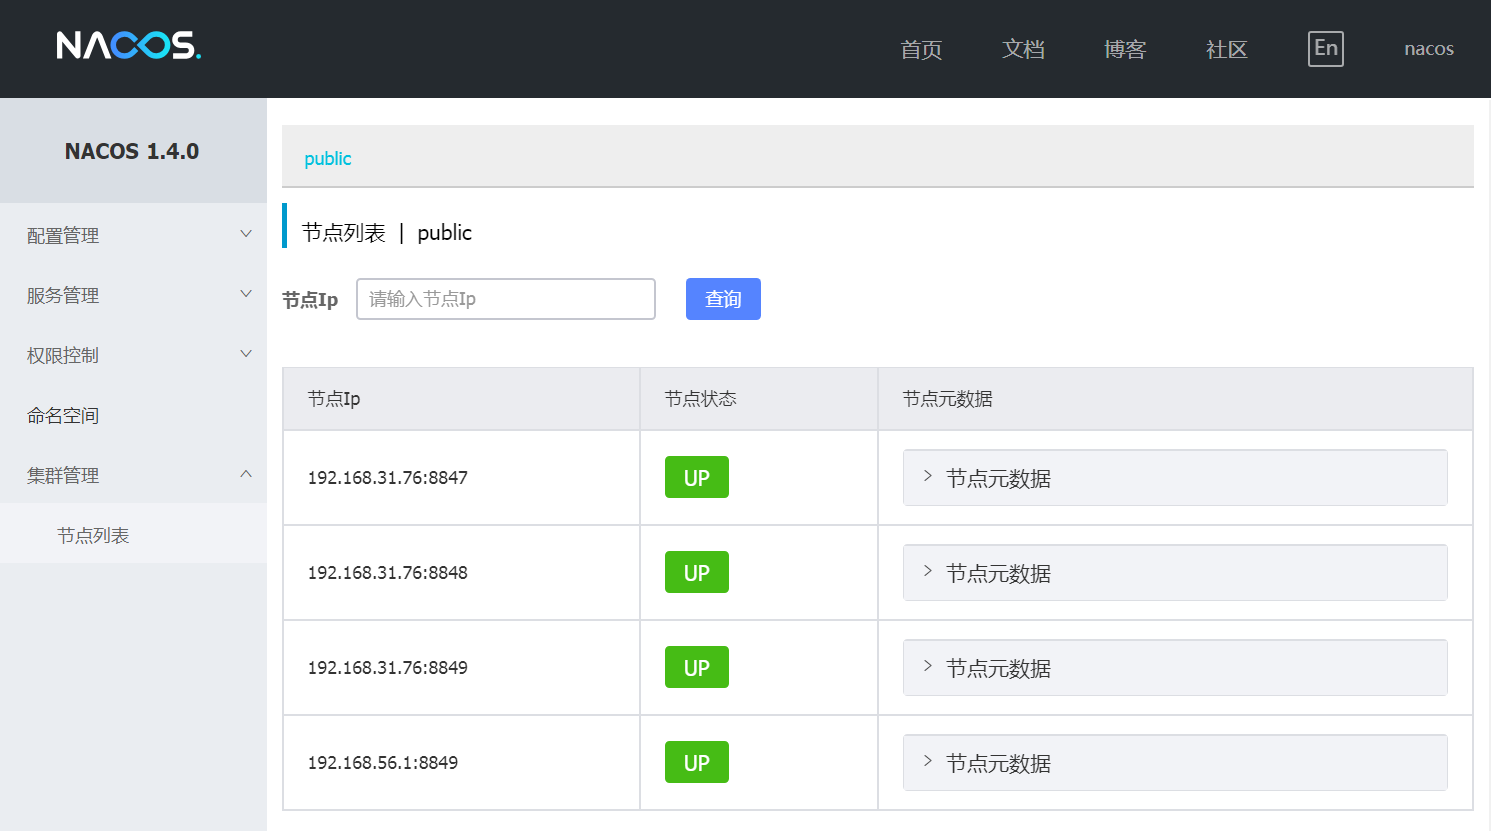 NACOS.
首页 文档 博客 社区 En nacos
NACOS 1.4.0
配置管理
服务管理
权限控制
命名空间
集群管理
节点列表
public
节点列表 | public
节点Ip 请输入节点Ip 查询
节点Ip 节点状态 节点元数据
192.168.31.76:8847 UP 节点元数据
192.168.31.76:8848 UP 节点元数据
192.168.31.76:8849 UP 节点元数据
192.168.56.1:8849 UP 节点元数据